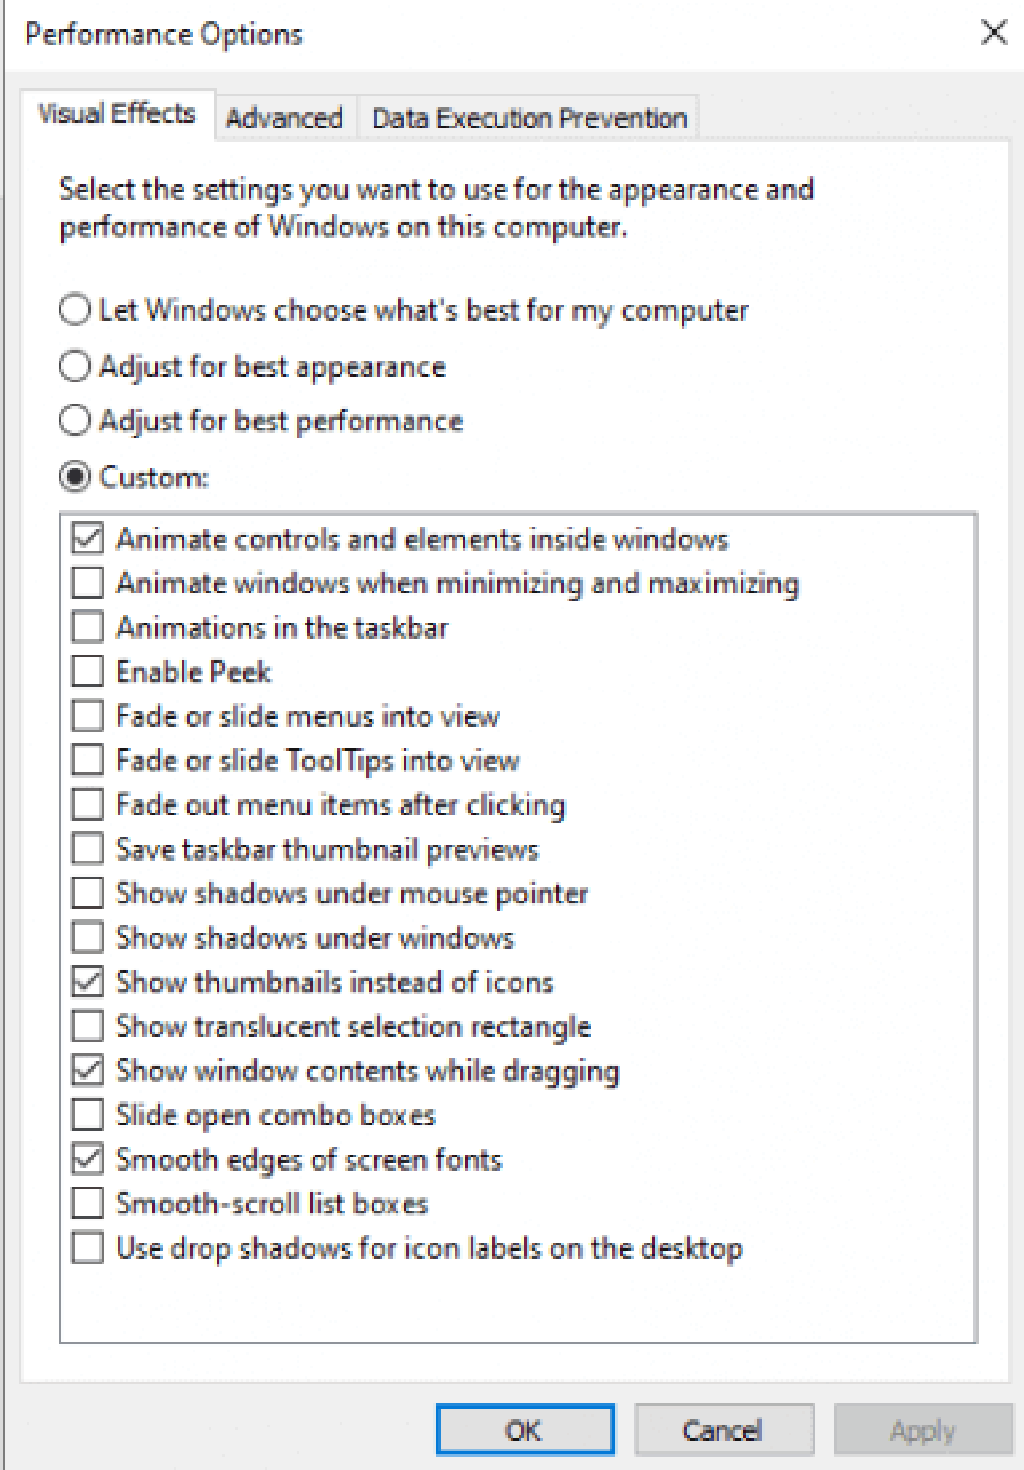 Performance Options
Visual Effects
Advanced
Data Execution Prevention
Select the settings you want to use for the appearance and
performance of Windows on this computer.
Let Windows choose what's best for my computer
Adjust for best appearance
Adjust for best performance
Custom:
Animate controls and elements inside windows
Animate windows when minimizing and maximizing
Animations in the taskbar
Enable Peek
Fade or slide menus into view
Fade or slide ToolTips into view
Fade out menu items after clicking
Save taskbar thumbnail previews
Show shadows under mouse pointer
Show shadows under windows
Show thumbnails instead of icons
Show translucent selection rectangle
Show window contents while dragging
Slide open combo boxes
Smooth edges of screen fonts
Smooth-scroll list boxes
Use drop shadows for icon labels on the desktop
OK
Cancel
Apply